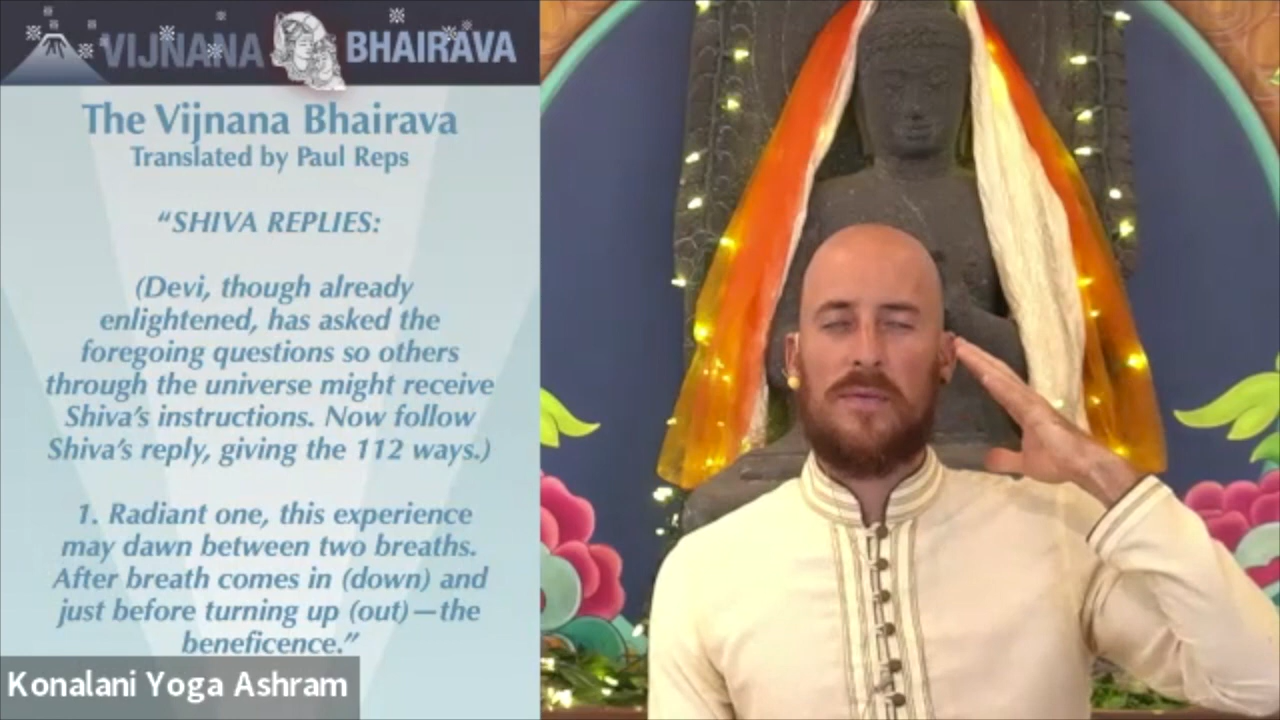 VIJNANA BHAIRAVA
The Vijnana Bhairava
Translated by Paul Reps
“SHIVA REPLIES:
(Devi, though already
enlightened, has asked the
foregoing questions so others
through the universe might receive
Shiva’s instructions. Now follow
Shiva’s reply, giving the 112 ways.)
1. Radiant one, this experience
may dawn between two breaths.
After breath comes in (down) and
just before turning up (out)—the
beneficence.”
Konalani Yoga Ashram